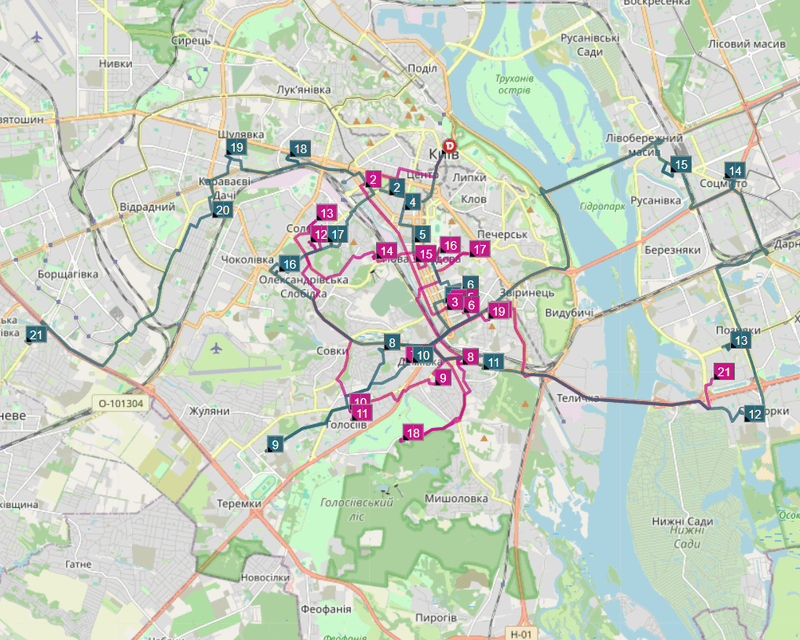 Воскресенка
Сирець
Русанівські
Сади
Лісовий масив
Нивки
Поділ
Труханів
острів
Лук'янівка
Шулявка
Лівобережний
масив
D
Київ
19
18
15
14
Центр
Липки
Соцмісто
2
2
Караваєві
Дачі
4
Клов
Гідропарк
Русанівка
Відрадний
20
13
12
17
5
Печерськ
16
17
14
15
Березняки
Чоколівка
16
Борщагівка
Олександрівська
Слобідка
6
3
6
Звіринець
19
Видубичі
21
Совки
8
10
8
11
Позняки
13
9
21
10
11
Теличка
12
О-101304
Жуляни
Голосіїв
18
9
Теремки
Голосіївський
ліс
Мишоловка
Нижні Сади
Нижні
Сади
Гатне
Новосілки
Феофанія
Феофанія
Пирогів
Н-01